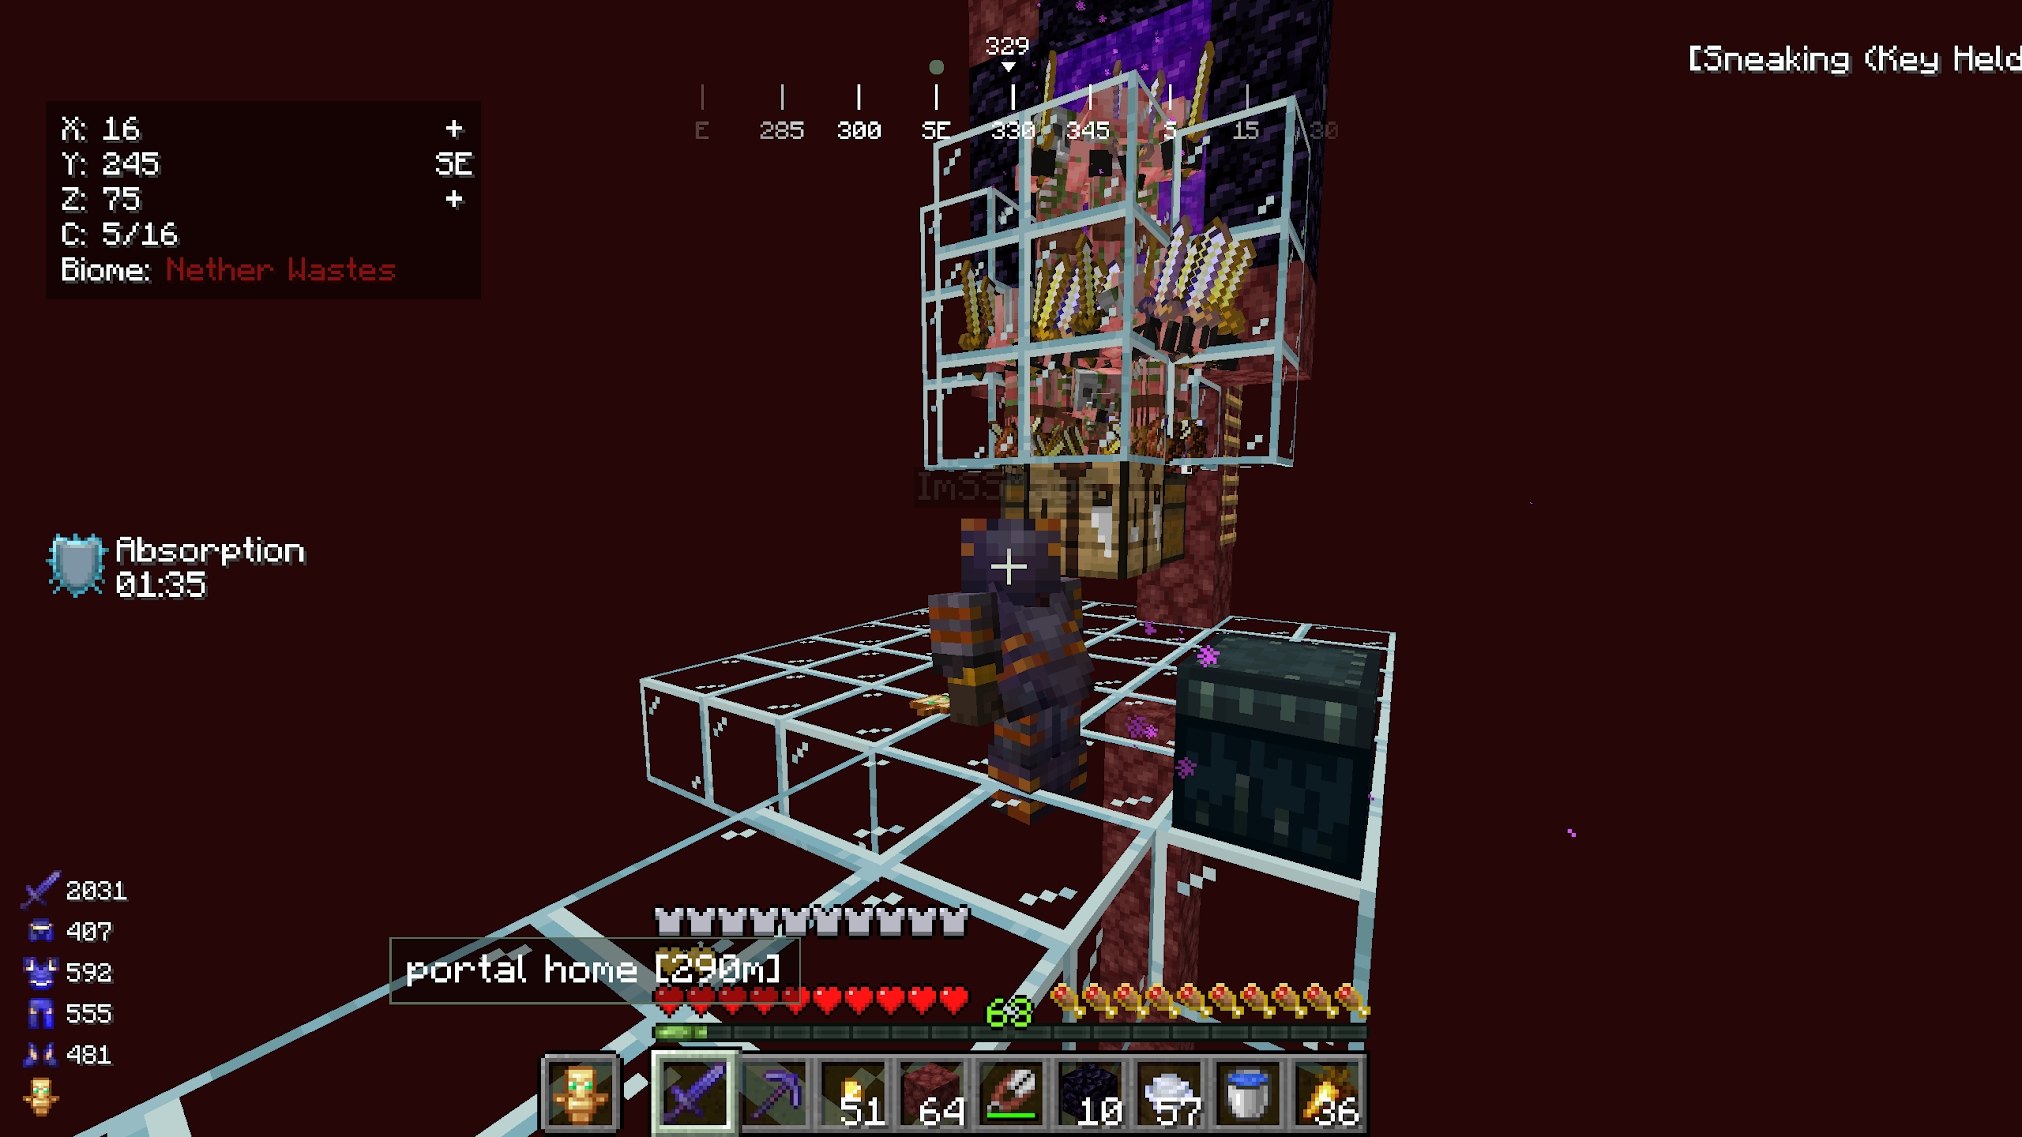 329
[Sneaking (Key Held
E 285 300 SE 330 345 S 15 30
X: 16 +
Y: 245 SE
Z: 75 +
C: 5/16
Biome: Nether Wastes
Absorption
01:35
2031
407
592
555
481
portal home [290m]
68
51 64 10 57 36